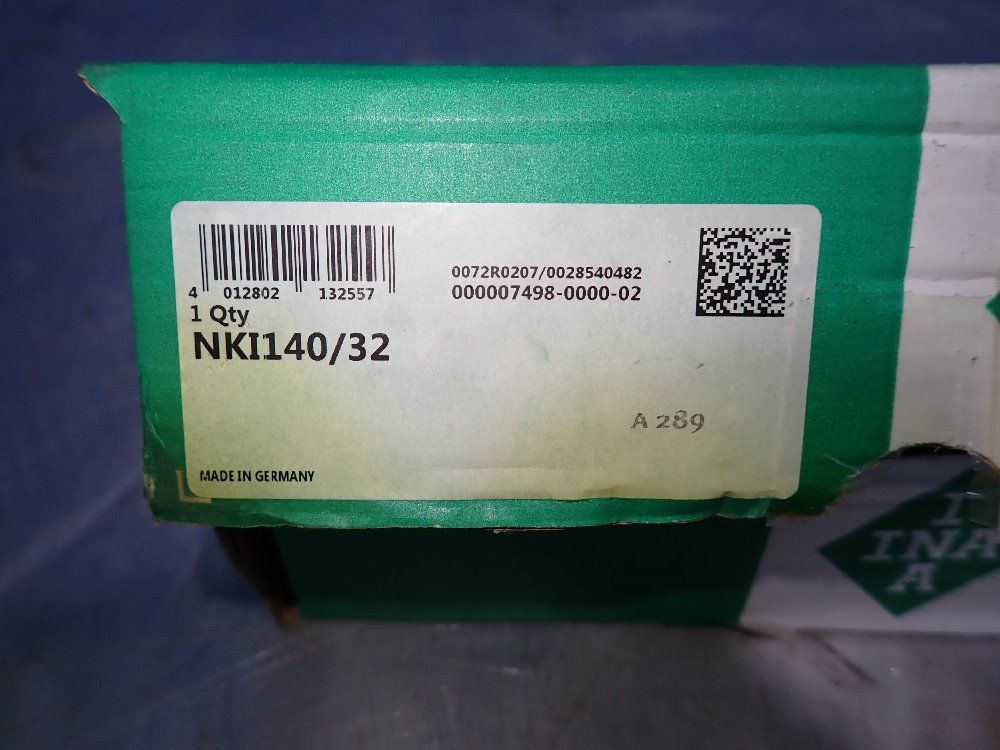 4 012802 132557
0072R0207/0028540482
000007498-0000-02
1 Qty
NKI140/32
A 289
MADE IN GERMANY
I
INA
A